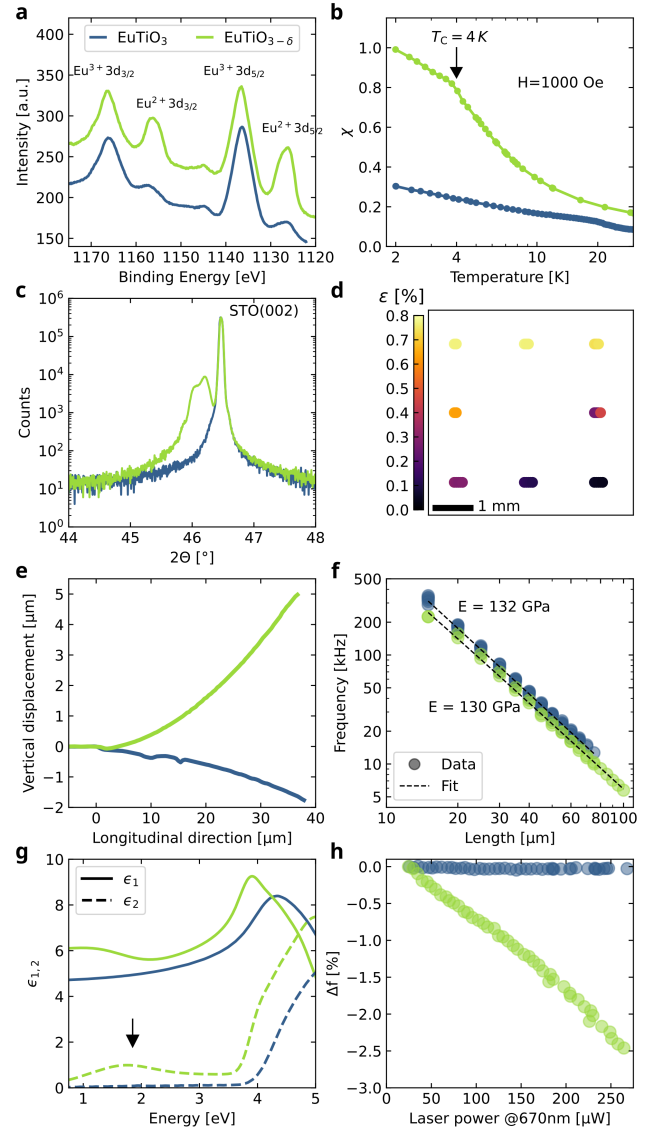 a
EuTiO3
EuTiO3−δ
Eu3+3d3/2
Eu2+3d3/2
Eu3+3d5/2
Eu2+3d5/2
Intensity [a.u.]
400
350
300
250
200
150
1170 1160 1150 1140 1130 1120
Binding Energy [eV]
b
TC = 4 K
H=1000 Oe
χ
1.0
0.8
0.6
0.4
0.2
0.0
2 4 10 20
Temperature [K]
c
STO(002)
Counts
10^6
10^5
10^4
10^3
10^2
10^1
10^0
44 45 46 47 48
2Θ [°]
d
ε [%]
0.8
0.7
0.6
0.5
0.4
0.3
0.2
0.1
0.0
1 mm
e
Vertical displacement [µm]
5
4
3
2
1
0
−1
−2
0 10 20 30 40
Longitudinal direction [µm]
f
E = 132 GPa
E = 130 GPa
Data
Fit
Frequency [kHz]
500
200
100
50
20
10
5
10 20 40 60 80100
Length [µm]
g
ϵ1
ϵ2
ϵ1,2
10
8
6
4
2
0
1 2 3 4 5
Energy [eV]
h
Δf [%]
0.0
−0.5
−1.0
−1.5
−2.0
−2.5
−3.0
0 50 100 150 200 250
Laser power @670nm [µW]